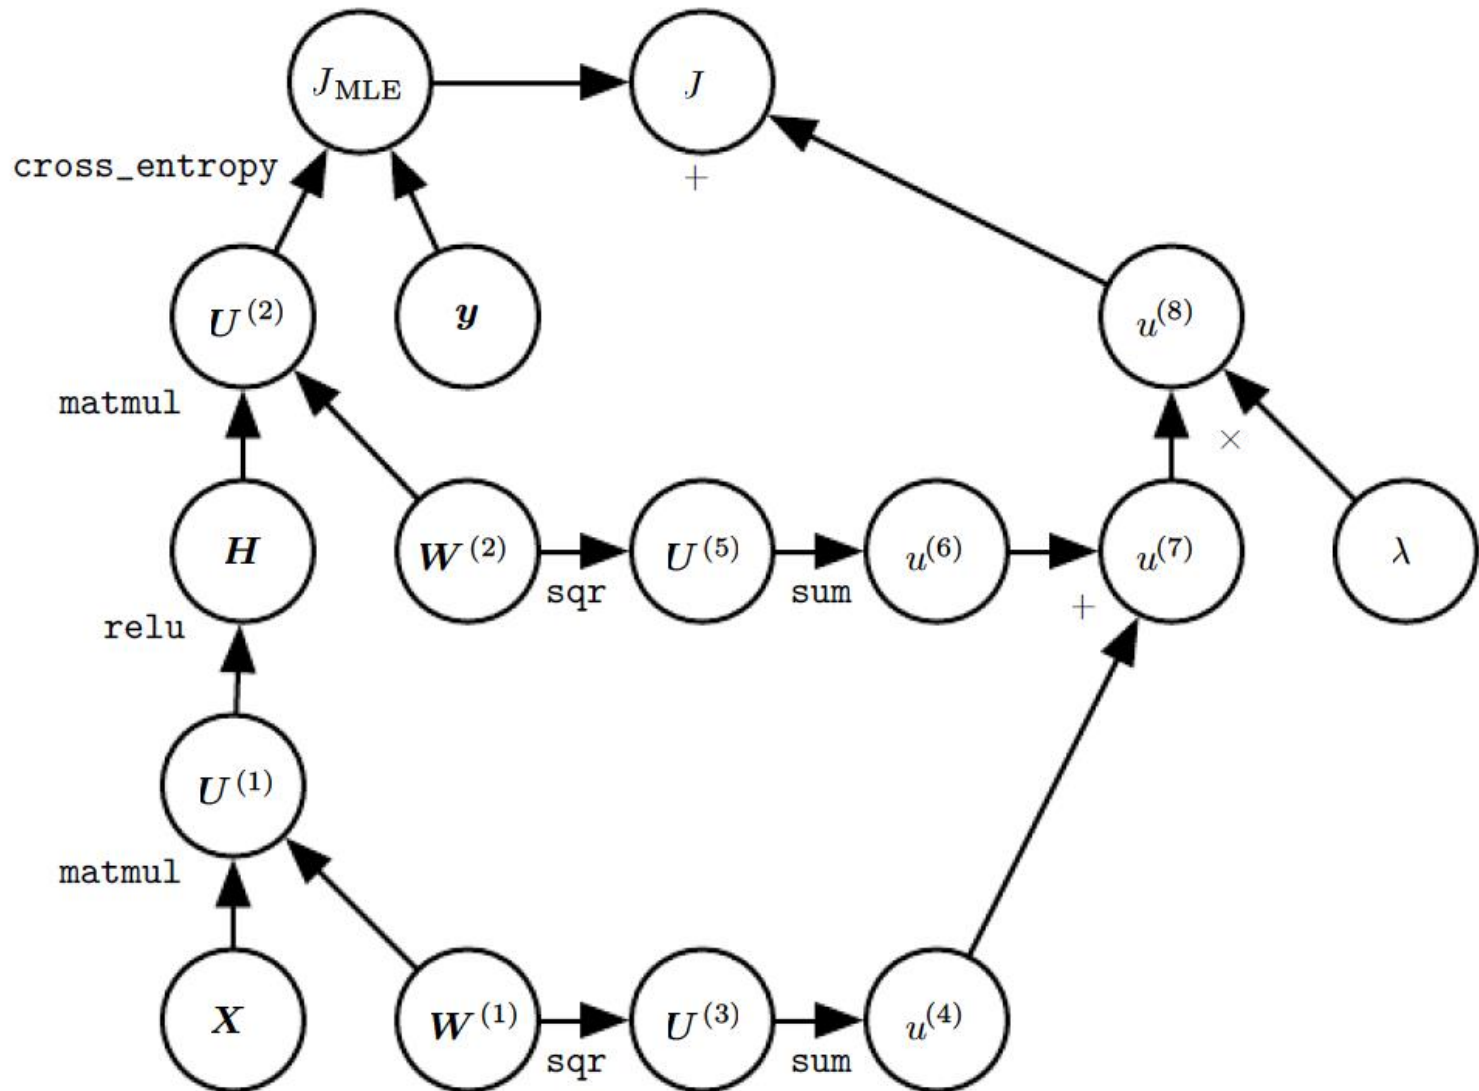 J_MLE
J
cross_entropy
+
U^(2)
y
u^(8)
matmul
×
H
W^(2)
U^(5)
u^(6)
u^(7)
λ
relu
sqr
sum
+
U^(1)
matmul
X
W^(1)
U^(3)
u^(4)
sqr
sum